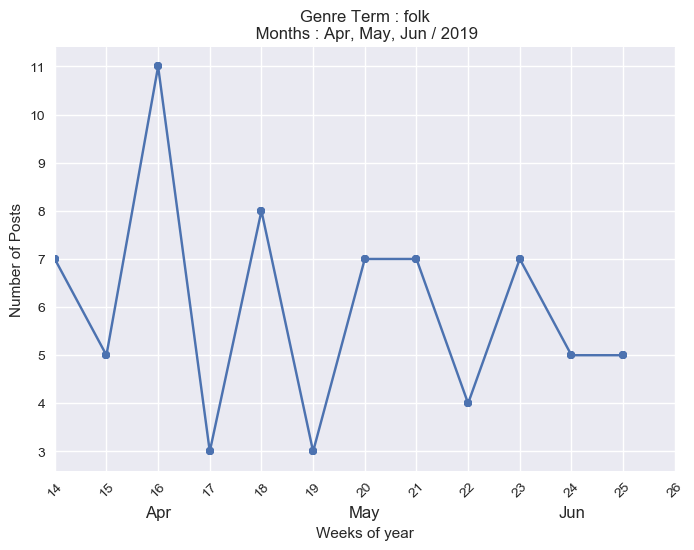 Genre Term : folk
Months : Apr, May, Jun / 2019
Number of Posts
11
10
9
8
7
6
5
4
3
14 15 16 17 18 19 20 21 22 23 24 25 26
Apr May Jun
Weeks of year